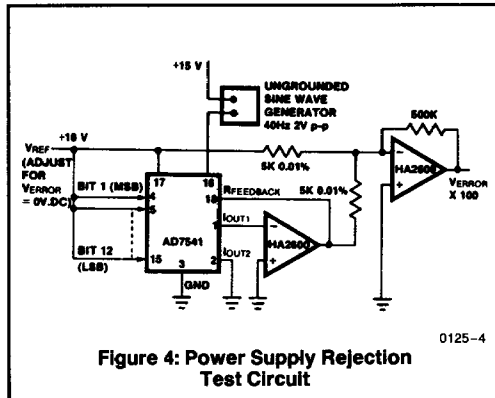 +15 V
UNGROUNDED
SINE WAVE
GENERATOR
40Hz 2V p-p
+16 V
VREF
(ADJUST
FOR
VERROR
= 0V.DC)
BIT 1 (MSB)
BIT 12
(LSB)
17
16
4
5
15
18
1
2
3
AD7541
GND
RFEEDBACK
IOUT1
IOUT2
5K 0.01%
5K 0.01%
HA2600
500K
HA2600
VERROR
X 100
0125-4
Figure 4: Power Supply Rejection
Test Circuit